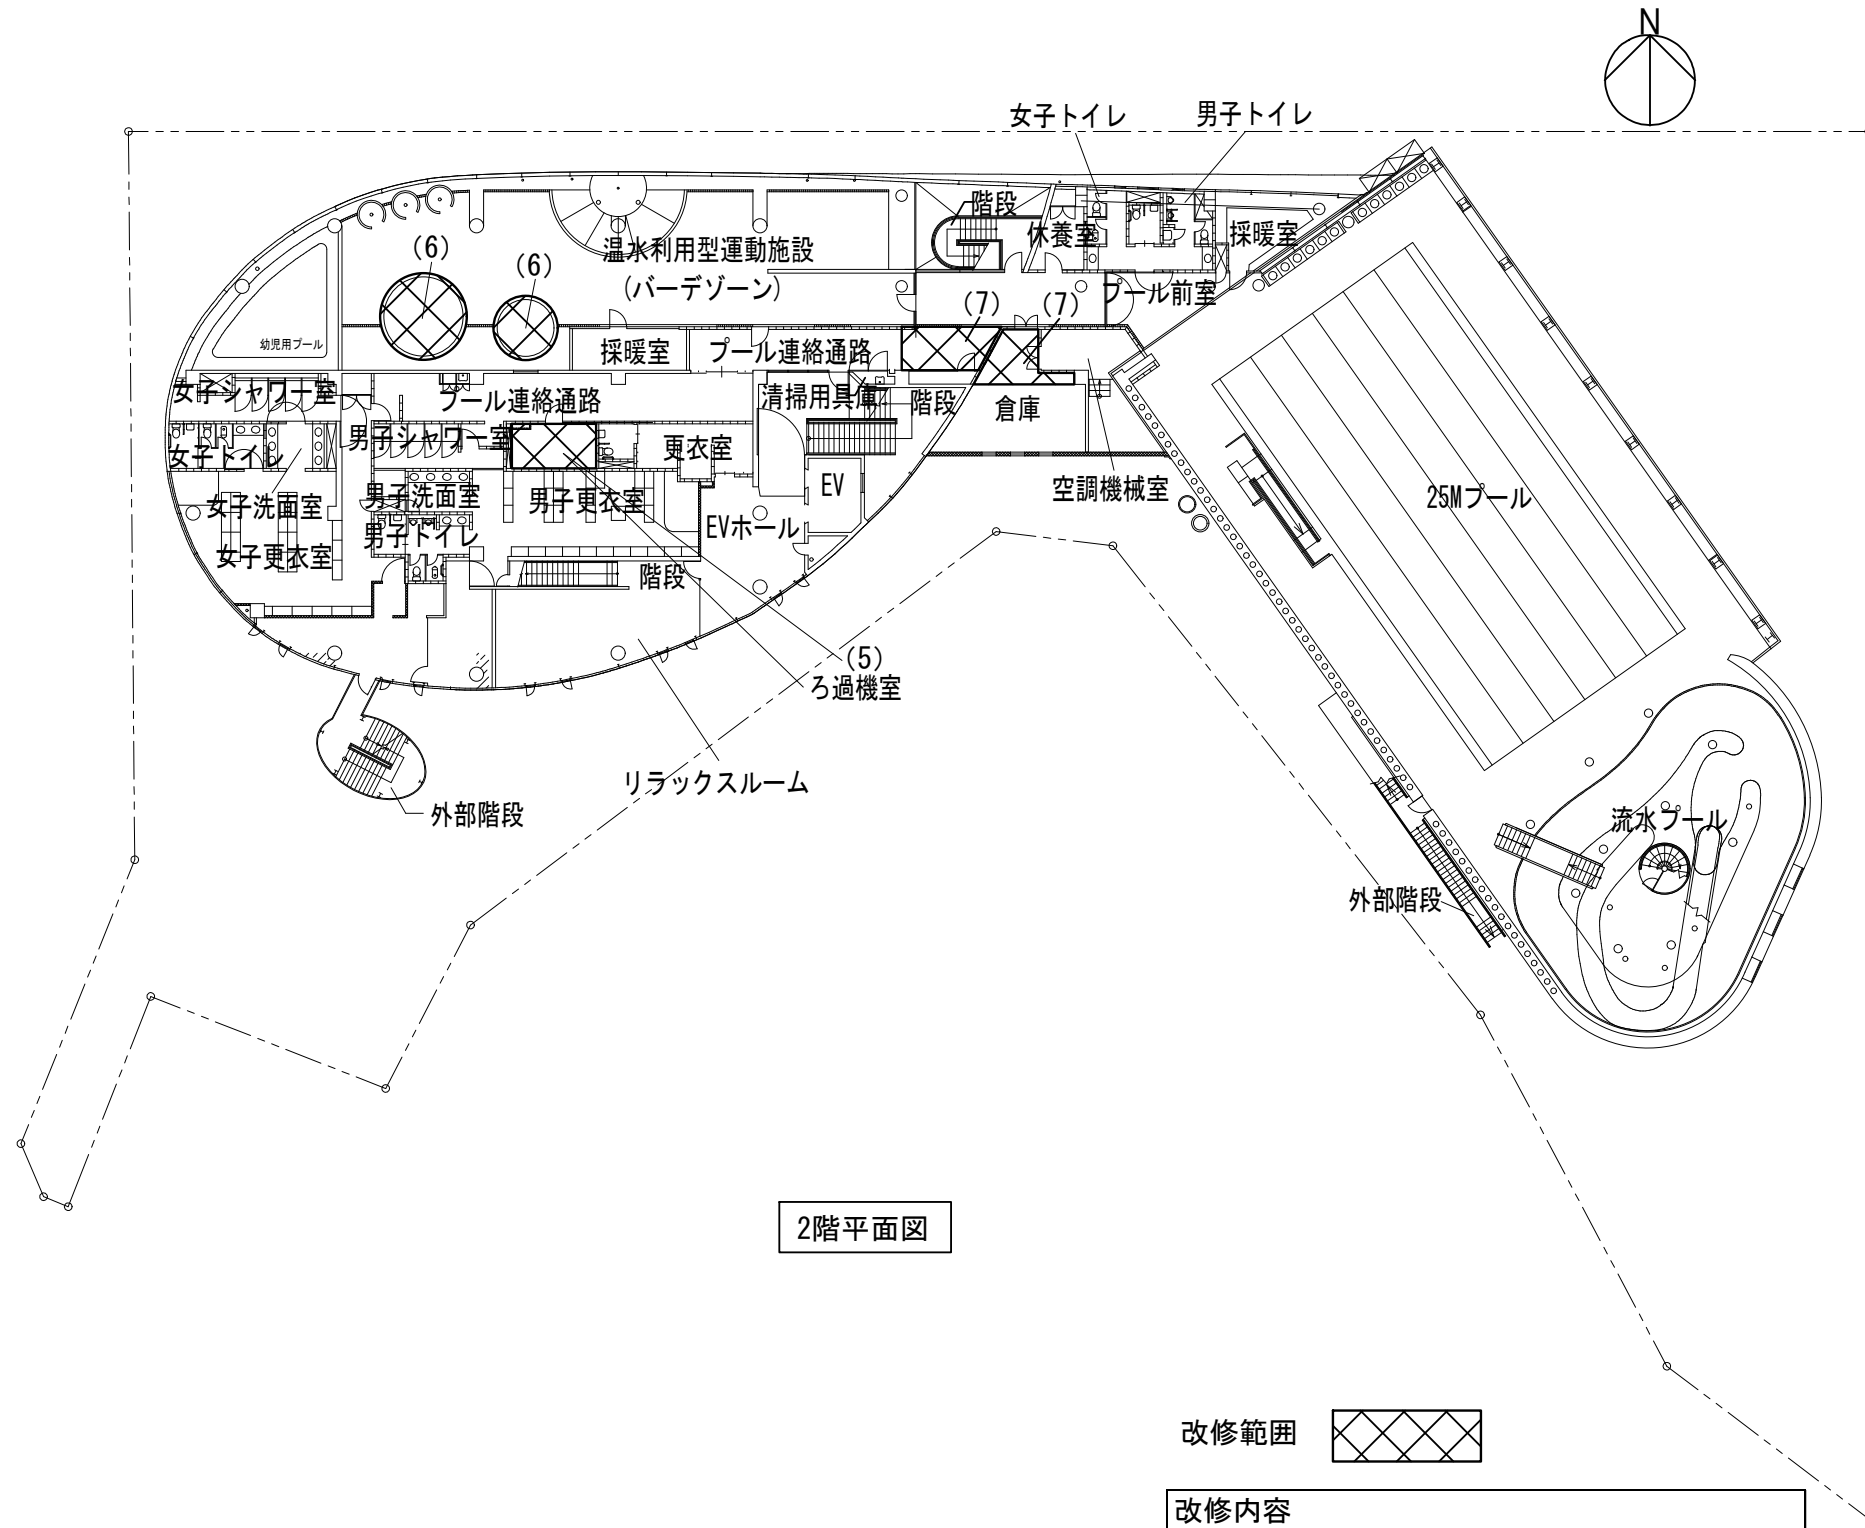 N
女子トイレ
男子トイレ
階段
休養室
採暖室
温水利用型運動施設
(バーデゾーン)
(6)
(6)
プール前室
(7)
(7)
幼児用プール
採暖室
プール連絡通路
女子シャワー室
プール連絡通路
清掃用具庫
階段
倉庫
男子シャワー室
更衣室
女子トイレ
空調機械室
EV
25Mプール
男子洗面室
男子更衣室
女子洗面室
EVホール
男子トイレ
女子更衣室
階段
(5)
ろ過機室
リラックスルーム
外部階段
流水プール
外部階段
2階平面図
改修範囲
改修内容